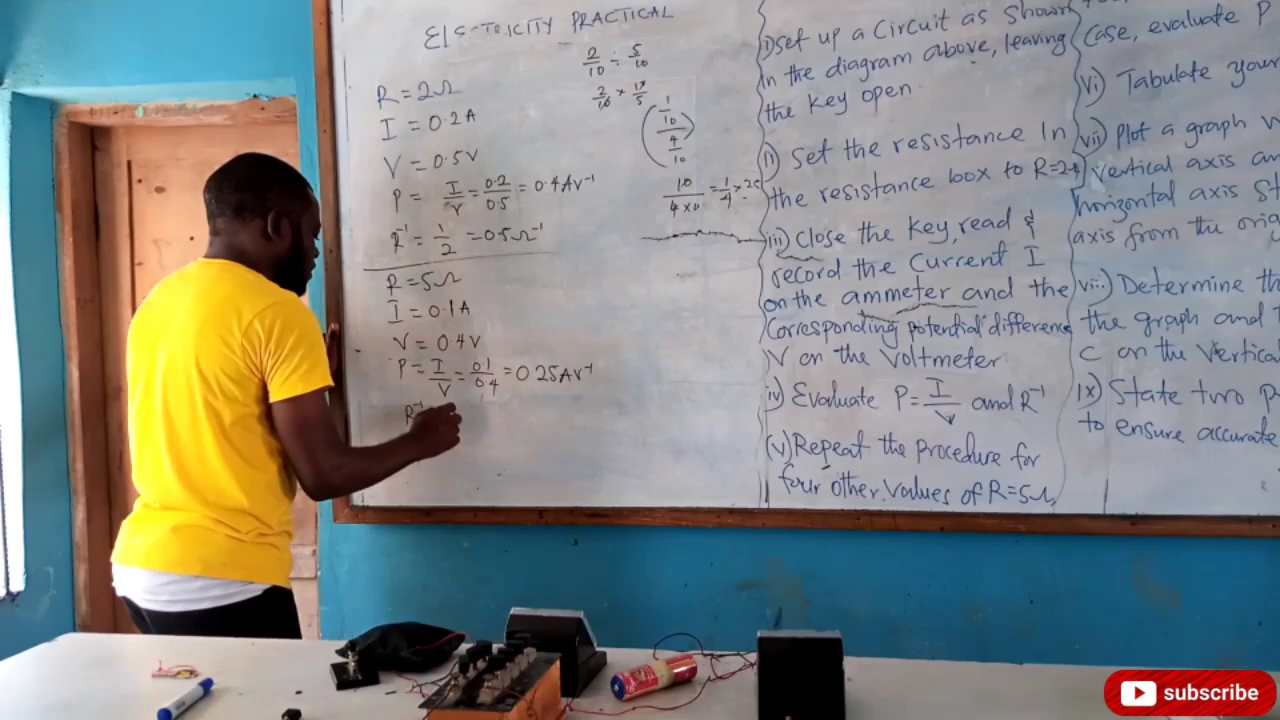 ELECTRICITY PRACTICAL
R = 2Ω
I = 0.2A
V = 0.5V
P = I/V = 0.2/0.5 = 0.4AV⁻¹
R⁻¹ = 1/2 = 0.5Ω⁻¹
R = 5Ω
I = 0.1A
V = 0.4V
P = I/V = 0.1/0.4 = 0.25AV⁻¹
R⁻¹
2/10 ÷ 5/10
2/10 × 10/5
(1/10 / 4/10)
10/4×10 = 1/4 × 25
i) set up a Circuit as shown
in the diagram above, leaving
the key open.
ii) Set the resistance In
the resistance box to R=2Ω
iii) Close the key, read &
record the Current I
on the ammeter and the
Corresponding potential difference
V on the Voltmeter.
iv) Evaluate P = I/V and R⁻¹
(v) Repeat the procedure for
four other values of R=5Ω,
Case, evaluate P
Vi) Tabulate your
vii) Plot a graph
vertical axis
horizontal axis
axis from the
viii) Determine
the graph and
C on the Vertical
ix) State two
to ensure accurate
subscribe